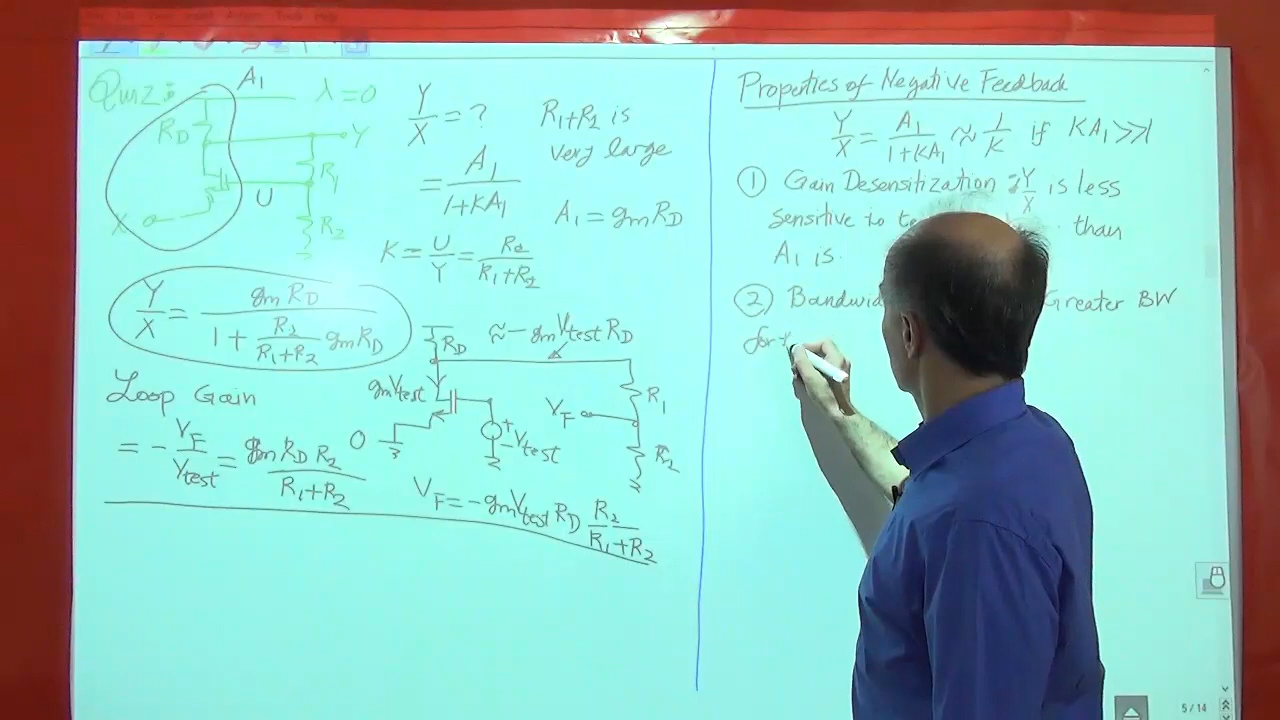 Quiz:
A1
λ=0
RD
Y
R1
U
X
R2
Y/X = ?
R1+R2 is
very large
= A1/(1+KA1)
A1 = gmRD
K = U/Y = R2/(R1+R2)
Y/X = gmRD/(1 + R2/(R1+R2) gmRD)
RD
≈ -gmVtest RD
gmVtest
R1
VF
0
+
-
Vtest
R2
Loop Gain
= - VF/Vtest = gmRD R2/(R1+R2)
VF = -gmVtest RD R2/(R1+R2)
Properties of Negative Feedback
Y/X = A1/(1+KA1) ≈ 1/K if KA1 >> 1
① Gain Desensitization : Y/X is less
sensitive to than
A1 is.
② Greater BW
for
5 / 14